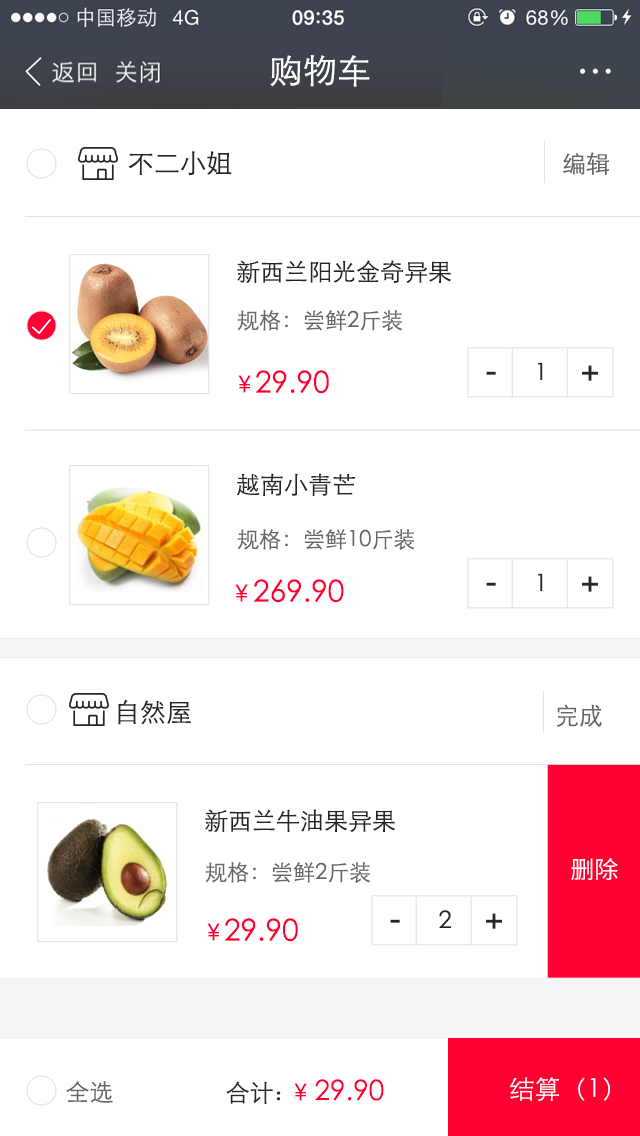 中国移动 4G 09:35 68%
返回 关闭 购物车
不二小姐 编辑
新西兰阳光金奇异果
规格：尝鲜2斤装
¥29.90 - 1 +
越南小青芒
规格：尝鲜10斤装
¥269.90 - 1 +
自然屋 完成
新西兰牛油果异果
规格：尝鲜2斤装
删除
¥29.90 - 2 +
全选 合计：¥29.90 结算（1）